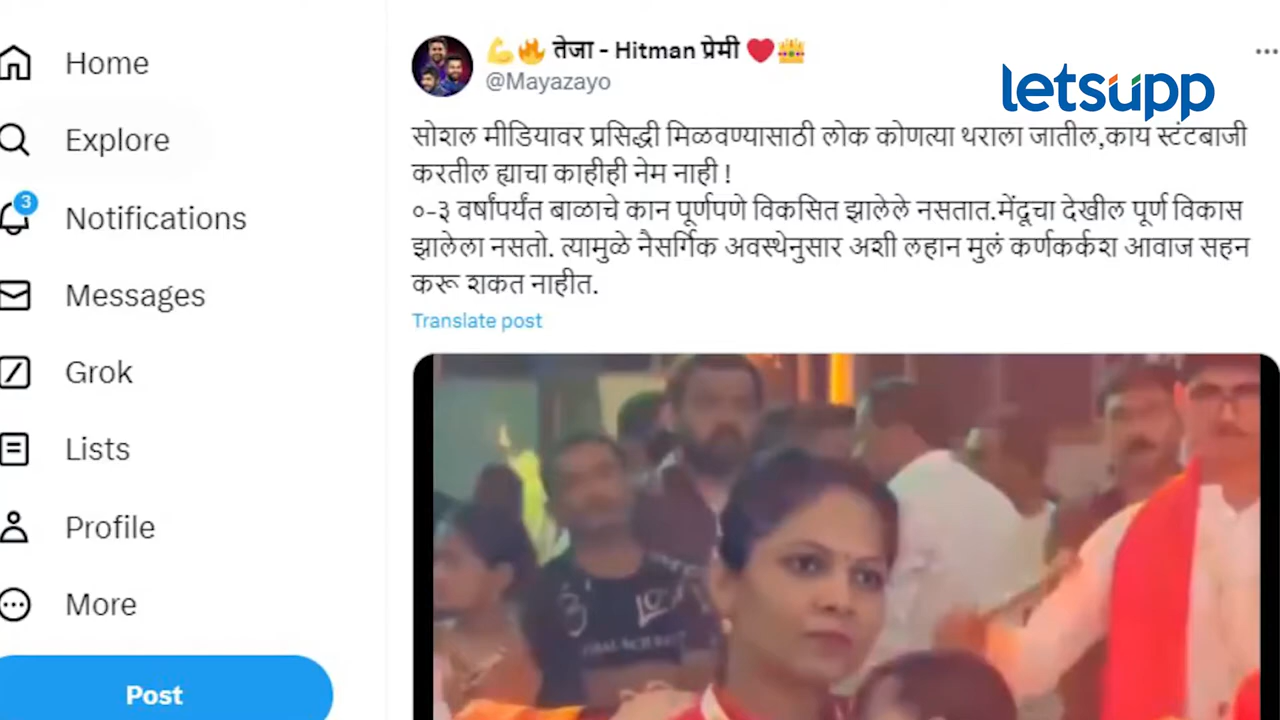 Home
Explore
3
Notifications
Messages
Grok
Lists
Profile
More
Post
💪🔥 तेजा - Hitman प्रेमी ❤️👑
@Mayazayo
letsupp
सोशल मीडियावर प्रसिद्धी मिळवण्यासाठी लोक कोणत्या थराला जातील,काय स्टंटबाजी
करतील ह्याचा काहीही नेम नाही !
०-३ वर्षांपर्यंत बाळाचे कान पूर्णपणे विकसित झालेले नसतात.मेंदूचा देखील पूर्ण विकास
झालेला नसतो. त्यामुळे नैसर्गिक अवस्थेनुसार अशी लहान मुलं कर्णकर्कश आवाज सहन
करू शकत नाहीत.
Translate post